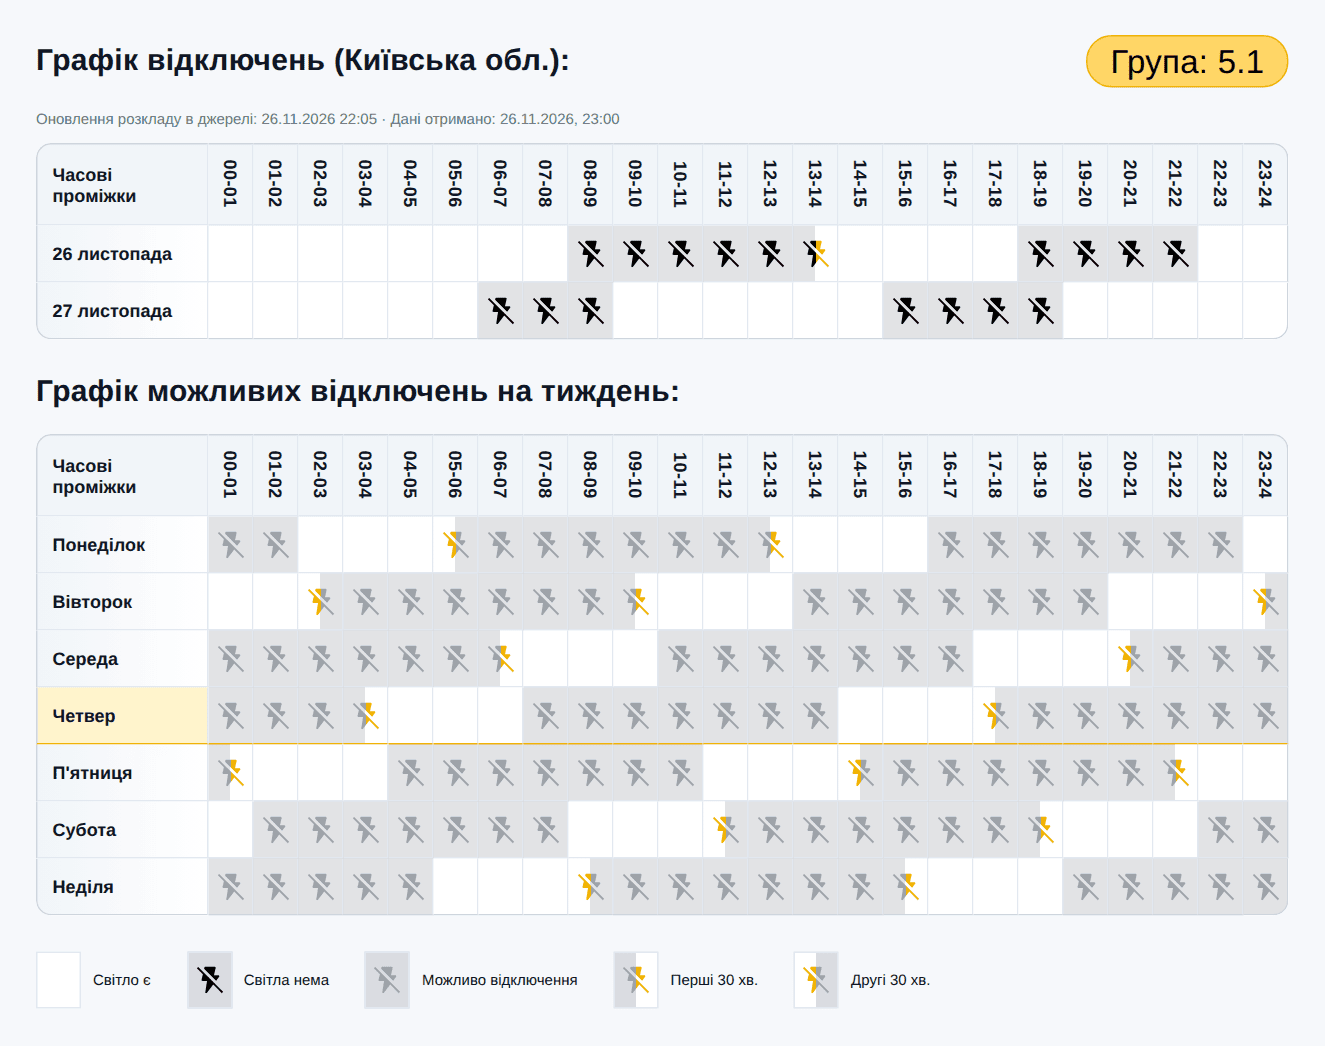 Графік відключень (Київська обл.):
Група: 5.1
Оновлення розкладу в джерелі: 26.11.2026 22:05 · Дані отримано: 26.11.2026, 23:00
Часові проміжки 00-01 01-02 02-03 03-04 04-05 05-06 06-07 07-08 08-09 09-10 10-11 11-12 12-13 13-14 14-15 15-16 16-17 17-18 18-19 19-20 20-21 21-22 22-23 23-24
26 листопада
27 листопада
Графік можливих відключень на тиждень:
Часові проміжки 00-01 01-02 02-03 03-04 04-05 05-06 06-07 07-08 08-09 09-10 10-11 11-12 12-13 13-14 14-15 15-16 16-17 17-18 18-19 19-20 20-21 21-22 22-23 23-24
Понеділок
Вівторок
Середа
Четвер
П'ятниця
Субота
Неділя
Світло є Світла нема Можливо відключення Перші 30 хв. Другі 30 хв.